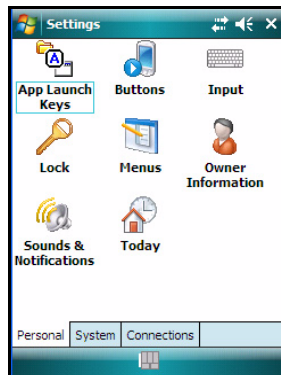 Settings
App Launch
Keys
Buttons
Input
Lock
Menus
Owner
Information
Sounds &
Notifications
Today
Personal System Connections